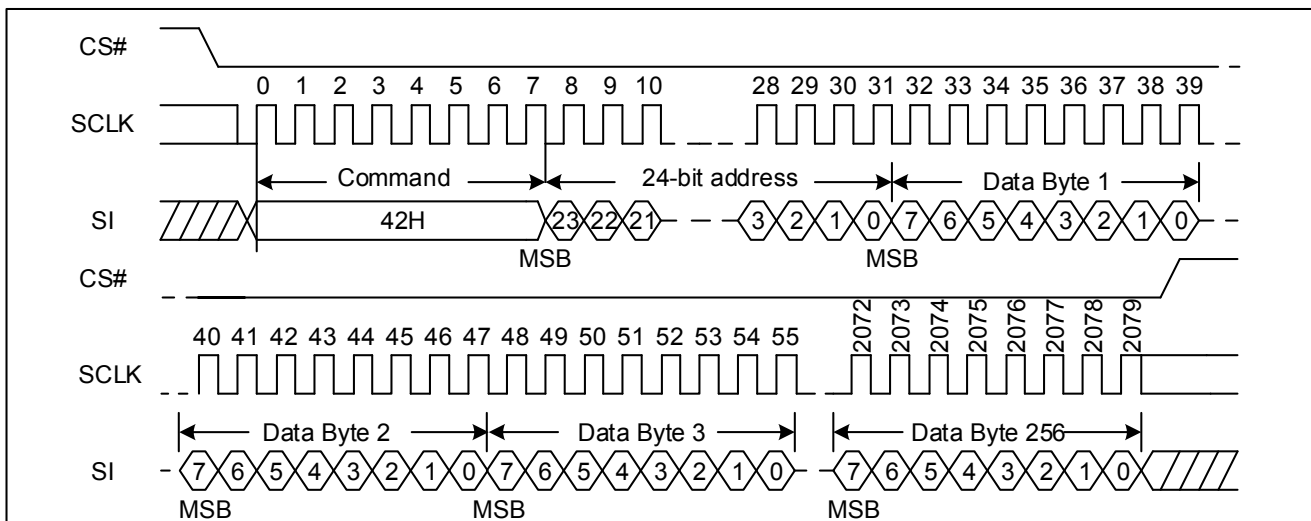 CS#
0 1 2 3 4 5 6 7 8 9 10 28 29 30 31 32 33 34 35 36 37 38 39
SCLK
Command 24-bit address Data Byte 1
SI 42H 23 22 21 3 2 1 0 7 6 5 4 3 2 1 0
MSB MSB
CS#
40 41 42 43 44 45 46 47 48 49 50 51 52 53 54 55 2072 2073 2074 2075 2076 2077 2078 2079
SCLK
Data Byte 2 Data Byte 3 Data Byte 256
SI 7 6 5 4 3 2 1 0 7 6 5 4 3 2 1 0 7 6 5 4 3 2 1 0
MSB MSB MSB